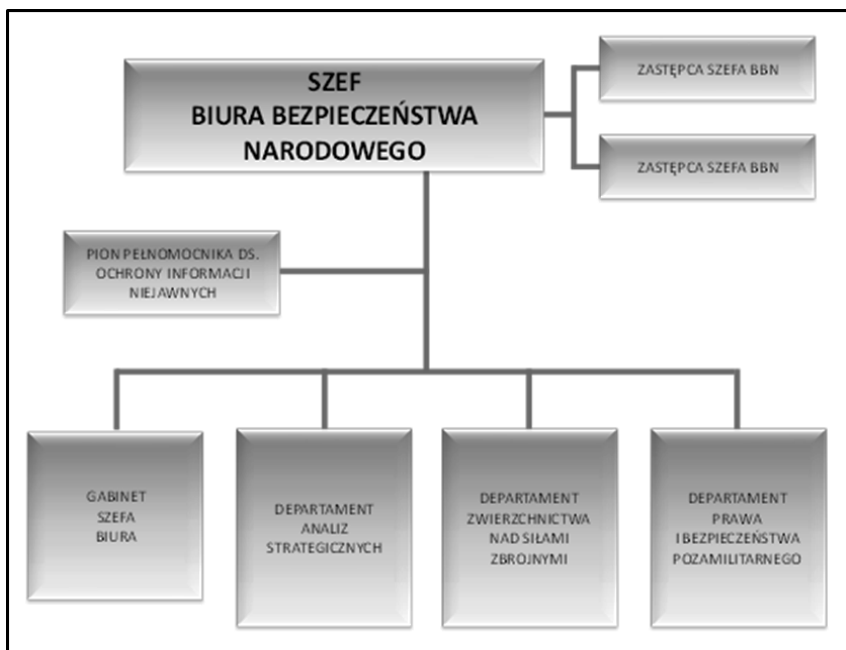 SZEF
BIURA BEZPIECZEŃSTWA
NARODOWEGO
ZASTĘPCA SZEFA BBN
ZASTĘPCA SZEFA BBN
PION PEŁNOMOCNIKA DS.
OCHRONY INFORMACJI
NIEJAWNYCH
GABINET
SZEFA
BIURA
DEPARTAMENT
ANALIZ
STRATEGICZNYCH
DEPARTAMENT
ZWIERZCHNICTWA
NAD SIŁAMI
ZBROJNYMI
DEPARTAMENT
PRAWA
I BEZPIECZEŃSTWA
POZAMILITARNEGO